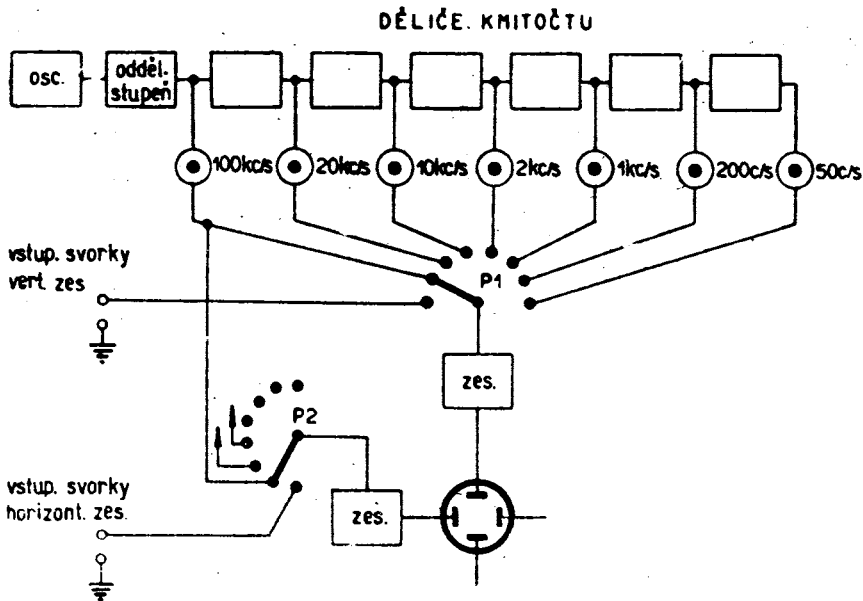 DĚLIČE. KMITOČTU
osc.
odděl.
stupeň
100kc/s
20kc/s
10kc/s
2kc/s
1kc/s
200c/s
50c/s
vstup. svorky
vert. zes
P1
zes.
P2
vstup. svorky
horizont. zes.
zes.